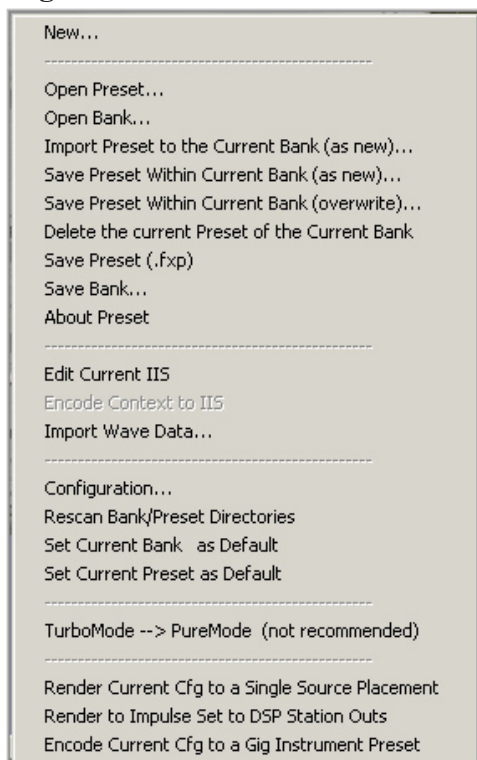 New...
Open Preset...
Open Bank...
Import Preset to the Current Bank (as new)...
Save Preset Within Current Bank (as new)...
Save Preset Within Current Bank (overwrite)...
Delete the current Preset of the Current Bank
Save Preset (.fxp)
Save Bank...
About Preset
Edit Current IIS
Encode Context to IIS
Import Wave Data...
Configuration...
Rescan Bank/Preset Directories
Set Current Bank as Default
Set Current Preset as Default
TurboMode --> PureMode (not recommended)
Render Current Cfg to a Single Source Placement
Render to Impulse Set to DSP Station Outs
Encode Current Cfg to a Gig Instrument Preset